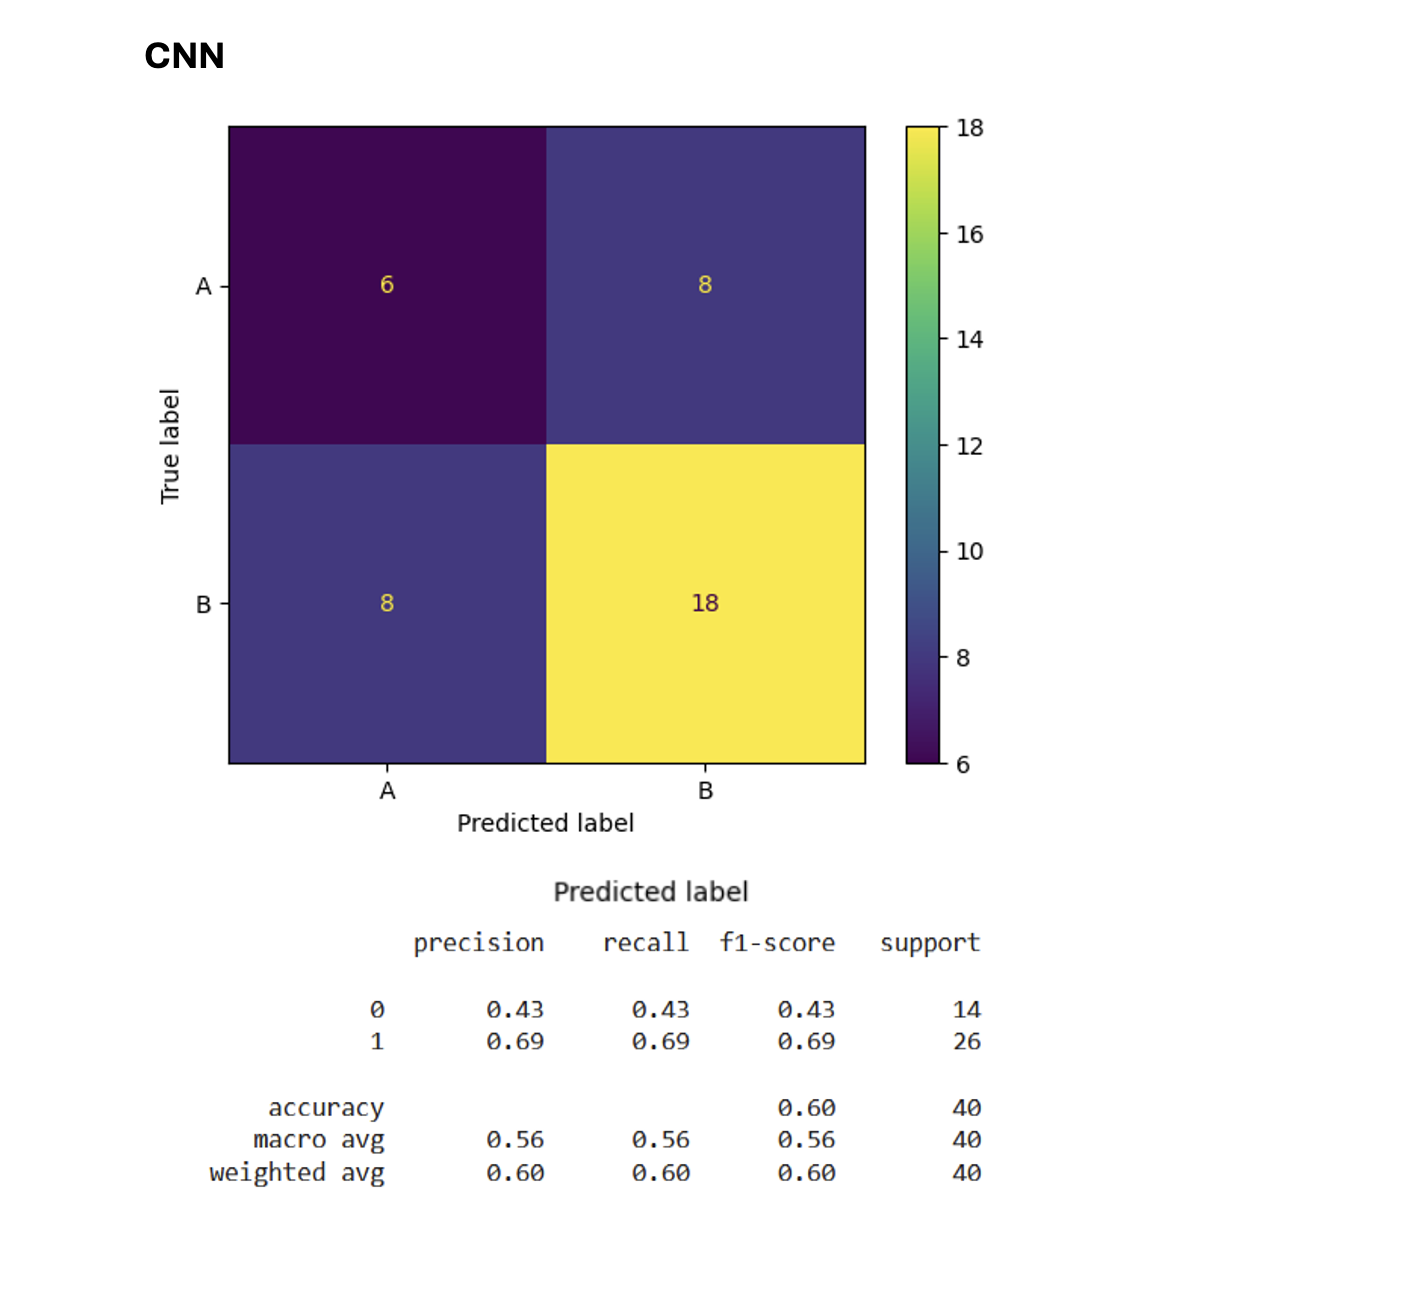 CNN
18
16
14
12
10
8
6
A 6 8
B 8 18
True label
A B
Predicted label
Predicted label
precision recall f1-score support
0 0.43 0.43 0.43 14
1 0.69 0.69 0.69 26
accuracy 0.60 40
macro avg 0.56 0.56 0.56 40
weighted avg 0.60 0.60 0.60 40